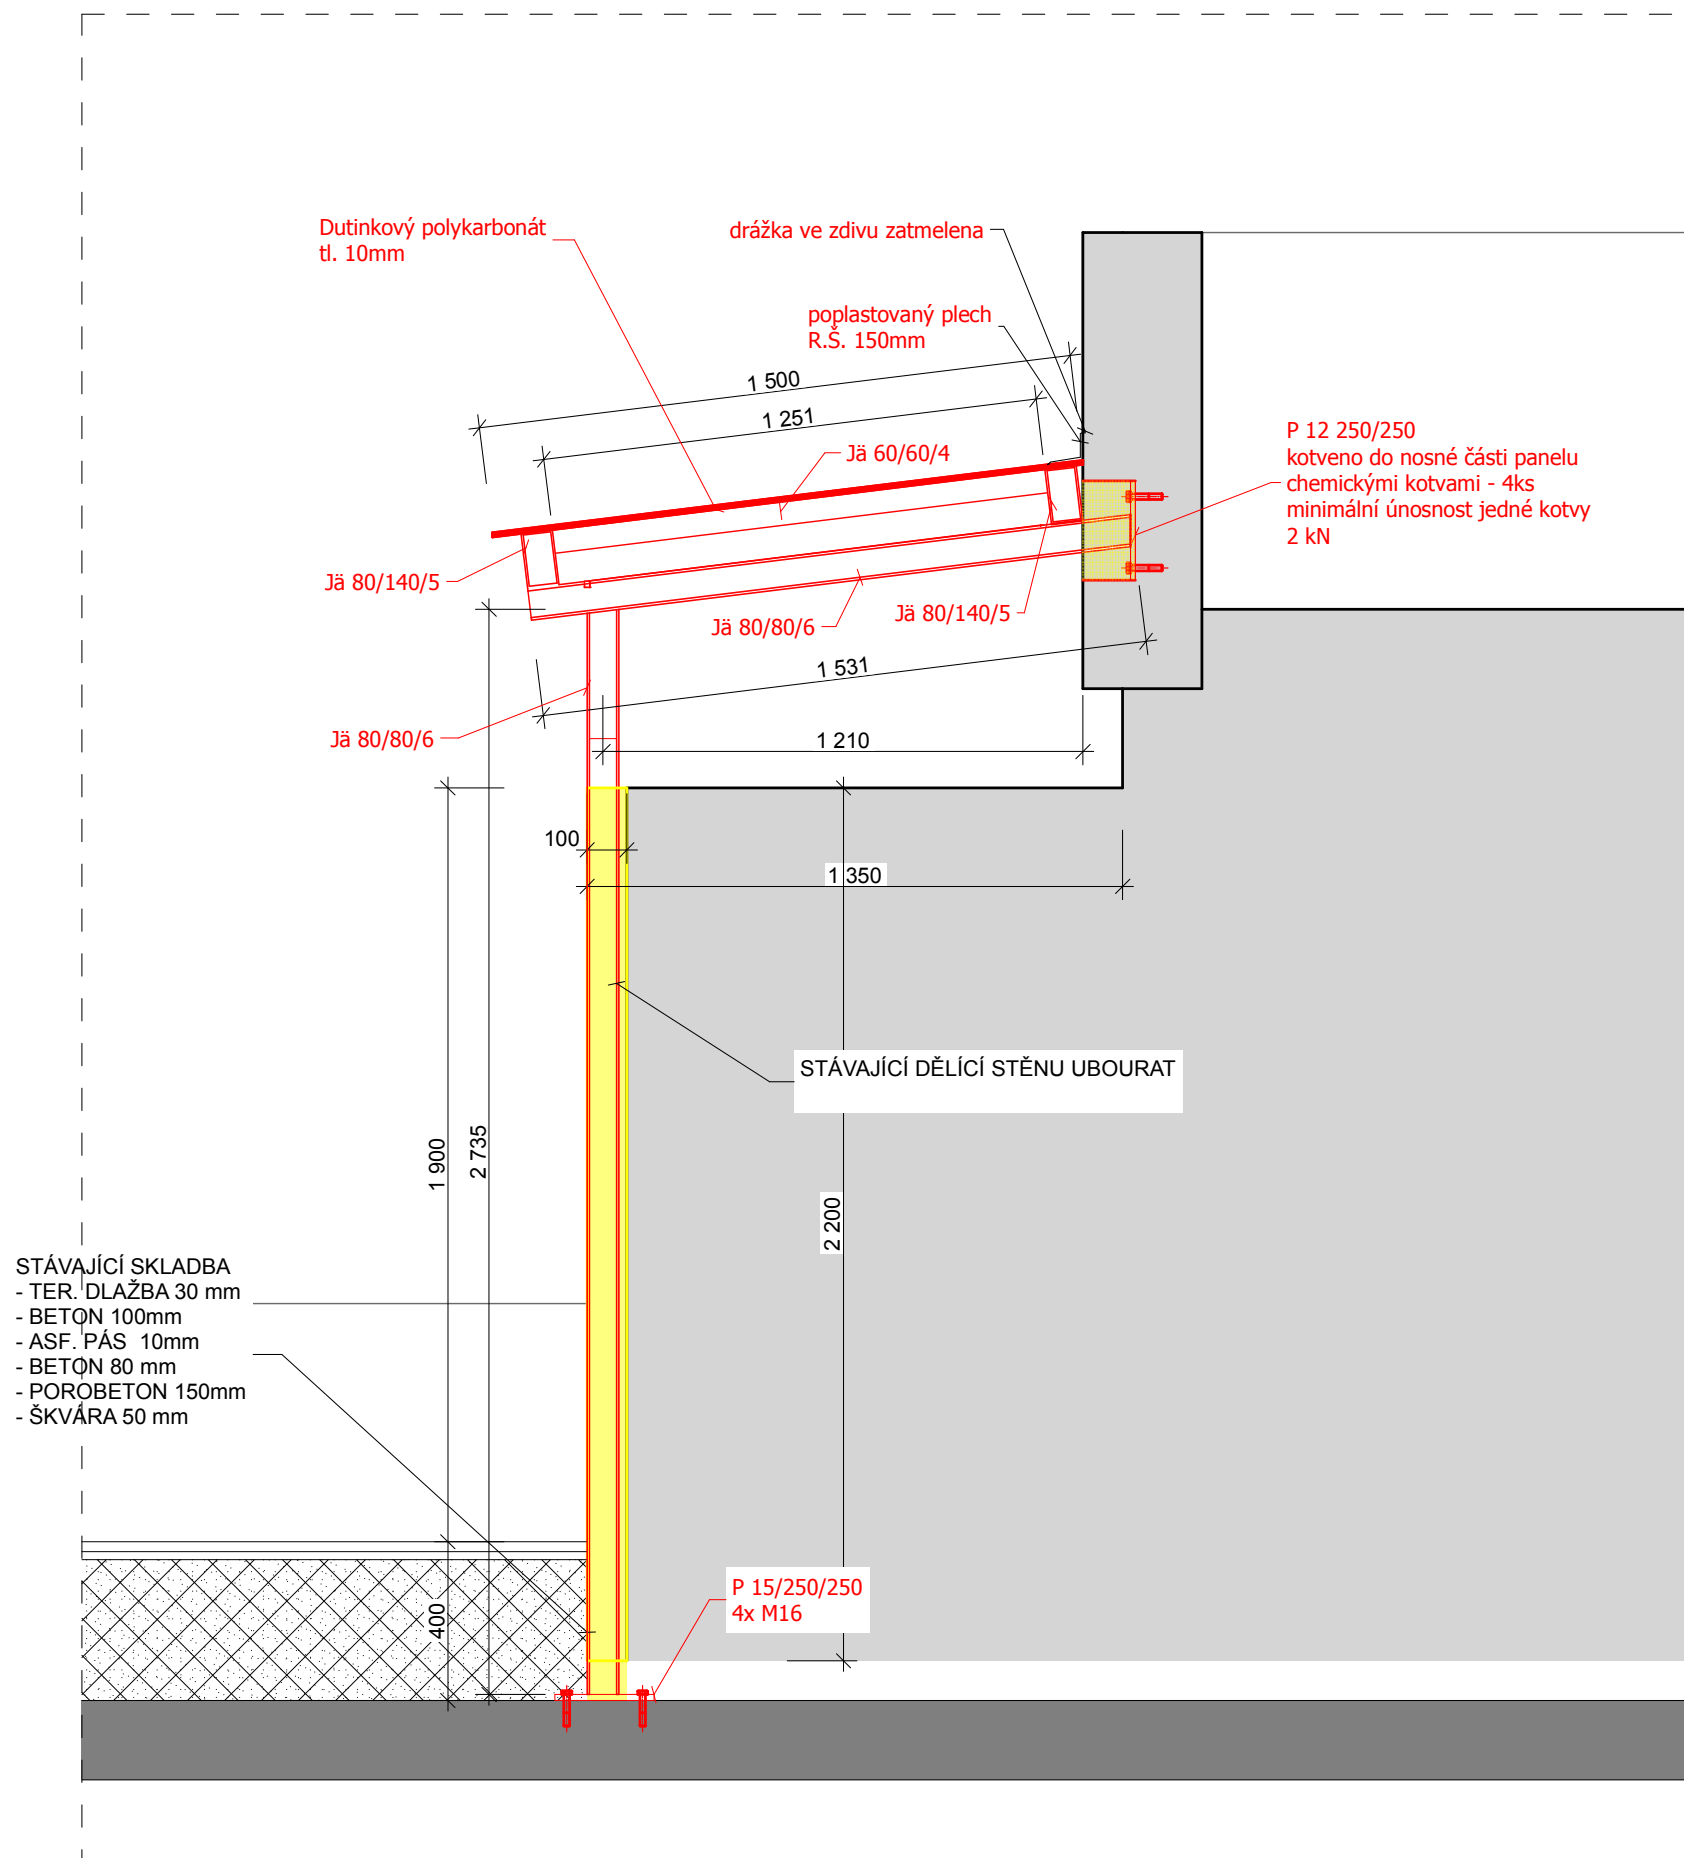 Dutinkový polykarbonát
tl. 10mm
drážka ve zdivu zatmelena
poplastovaný plech
R.Š. 150mm
1 500
1 251
Jä 60/60/4
P 12 250/250
kotveno do nosné části panelu
chemickými kotvami - 4ks
minimální únosnost jedné kotvy
2 kN
Jä 80/140/5
Jä 80/80/6
Jä 80/140/5
1 531
Jä 80/80/6
1 210
100
1 350
STÁVAJÍCÍ DĚLÍCÍ STĚNU UBOURAT
1 900
2 735
2 200
STÁVAJÍCÍ SKLADBA
- TER. DLAŽBA 30 mm
- BETON 100mm
- ASF. PÁS 10mm
- BETON 80 mm
- POROBETON 150mm
- ŠKVÁRA 50 mm
400
P 15/250/250
4x M16